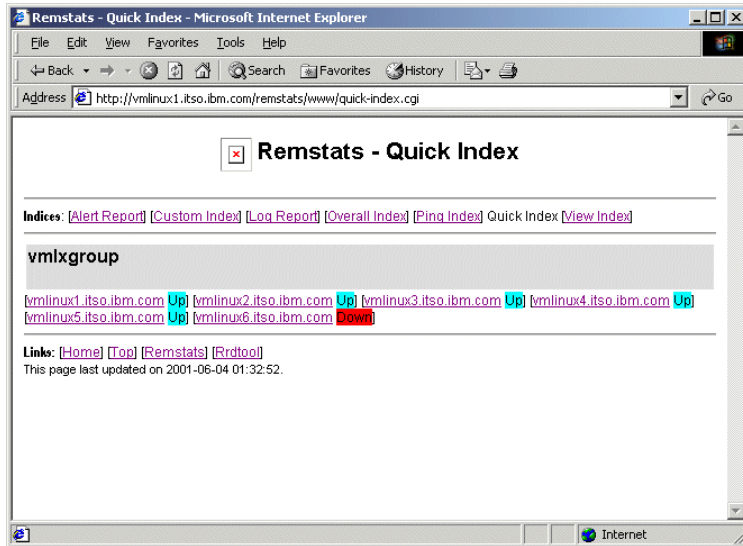 Remstats - Quick Index - Microsoft Internet Explorer
File Edit View Favorites Tools Help
Back Search Favorites History
Address http://vmlinux1.itso.ibm.com/remstats/www/quick-index.cgi Go
Remstats - Quick Index
Indices: [Alert Report] [Custom Index] [Log Report] [Overall Index] [Ping Index] Quick Index [View Index]
vmlxgroup
[vmlinux1.itso.ibm.com Up] [vmlinux2.itso.ibm.com Up] [vmlinux3.itso.ibm.com Up] [vmlinux4.itso.ibm.com Up]
[vmlinux5.itso.ibm.com Up] [vmlinux6.itso.ibm.com Down]
Links: [Home] [Top] [Remstats] [Rrdtool]
This page last updated on 2001-06-04 01:32:52.
Internet